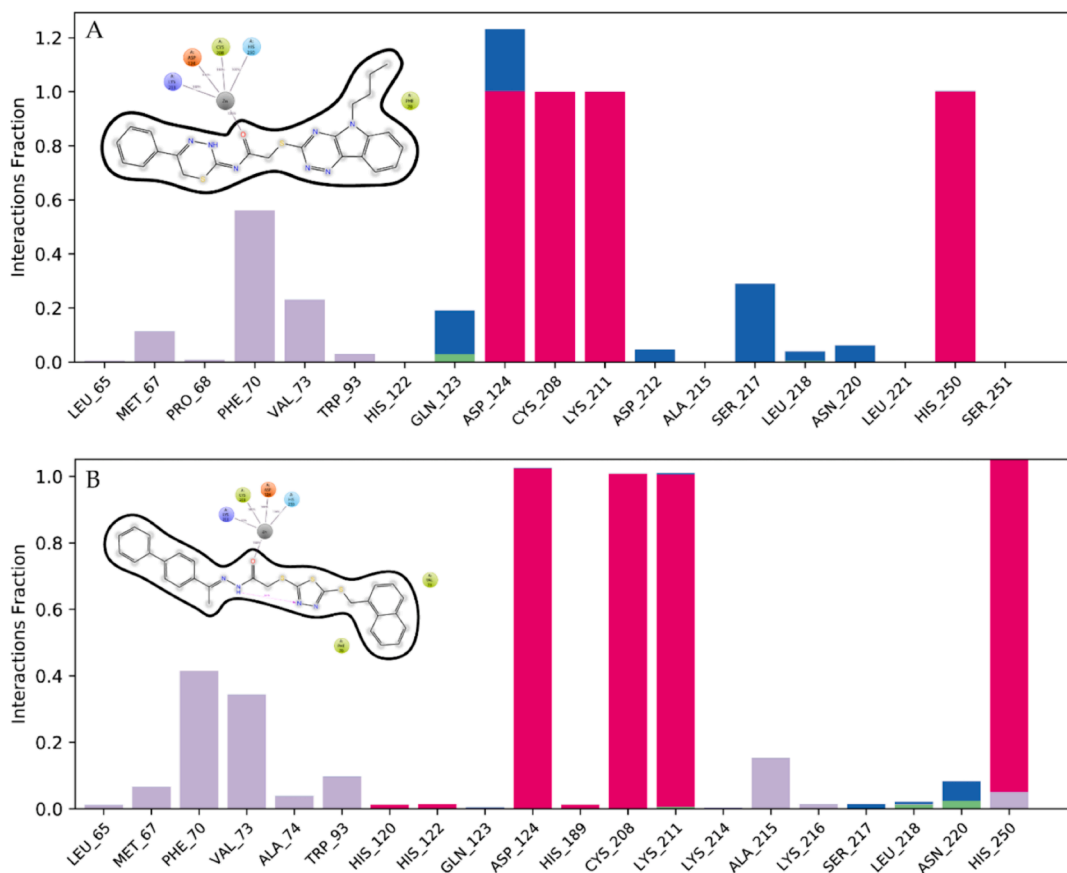 A
Interactions Fraction
1.2
1.0
0.8
0.6
0.4
0.2
0.0
O
N
N
NH
N
N
N
N
N
LEU_65
MET_67
PRO_68
PHE_70
VAL_73
TRP_93
HIS_122
GLN_123
ASP_124
CYS_208
LYS_211
ASP_212
ALA_215
SER_217
LEU_218
ASN_220
LEU_221
HIS_250
SER_251
B
Interactions Fraction
1.0
0.8
0.6
0.4
0.2
0.0
O
N
N
H
N
N
LEU_65
MET_67
PHE_70
VAL_73
ALA_74
TRP_93
HIS_120
HIS_122
GLN_123
ASP_124
HIS_189
CYS_208
LYS_211
LYS_214
ALA_215
LYS_216
SER_217
LEU_218
ASN_220
HIS_250